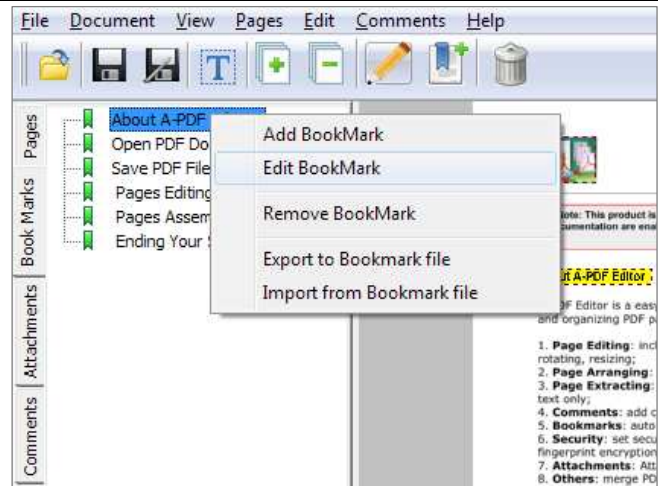 File Document View Pages Edit Comments Help
T
Pages
Book Marks
Attachments
Comments
About A-PDF
Open PDF Do
Save PDF File
Pages Editing
Pages Assem
Ending Your
Add BookMark
Edit BookMark
Remove BookMark
Export to Bookmark file
Import from Bookmark file
Note: This product is
cumentation are ena
ut A-PDF Editor
DF Editor is a easy
and organizing PDF p
1. Page Editing: incl
rotating, resizing;
2. Page Arranging:
3. Page Extracting:
text only;
4. Comments: add c
5. Bookmarks: auto
6. Security: set secu
fingerprint encryption
7. Attachments: Att
8. Others: merge PD